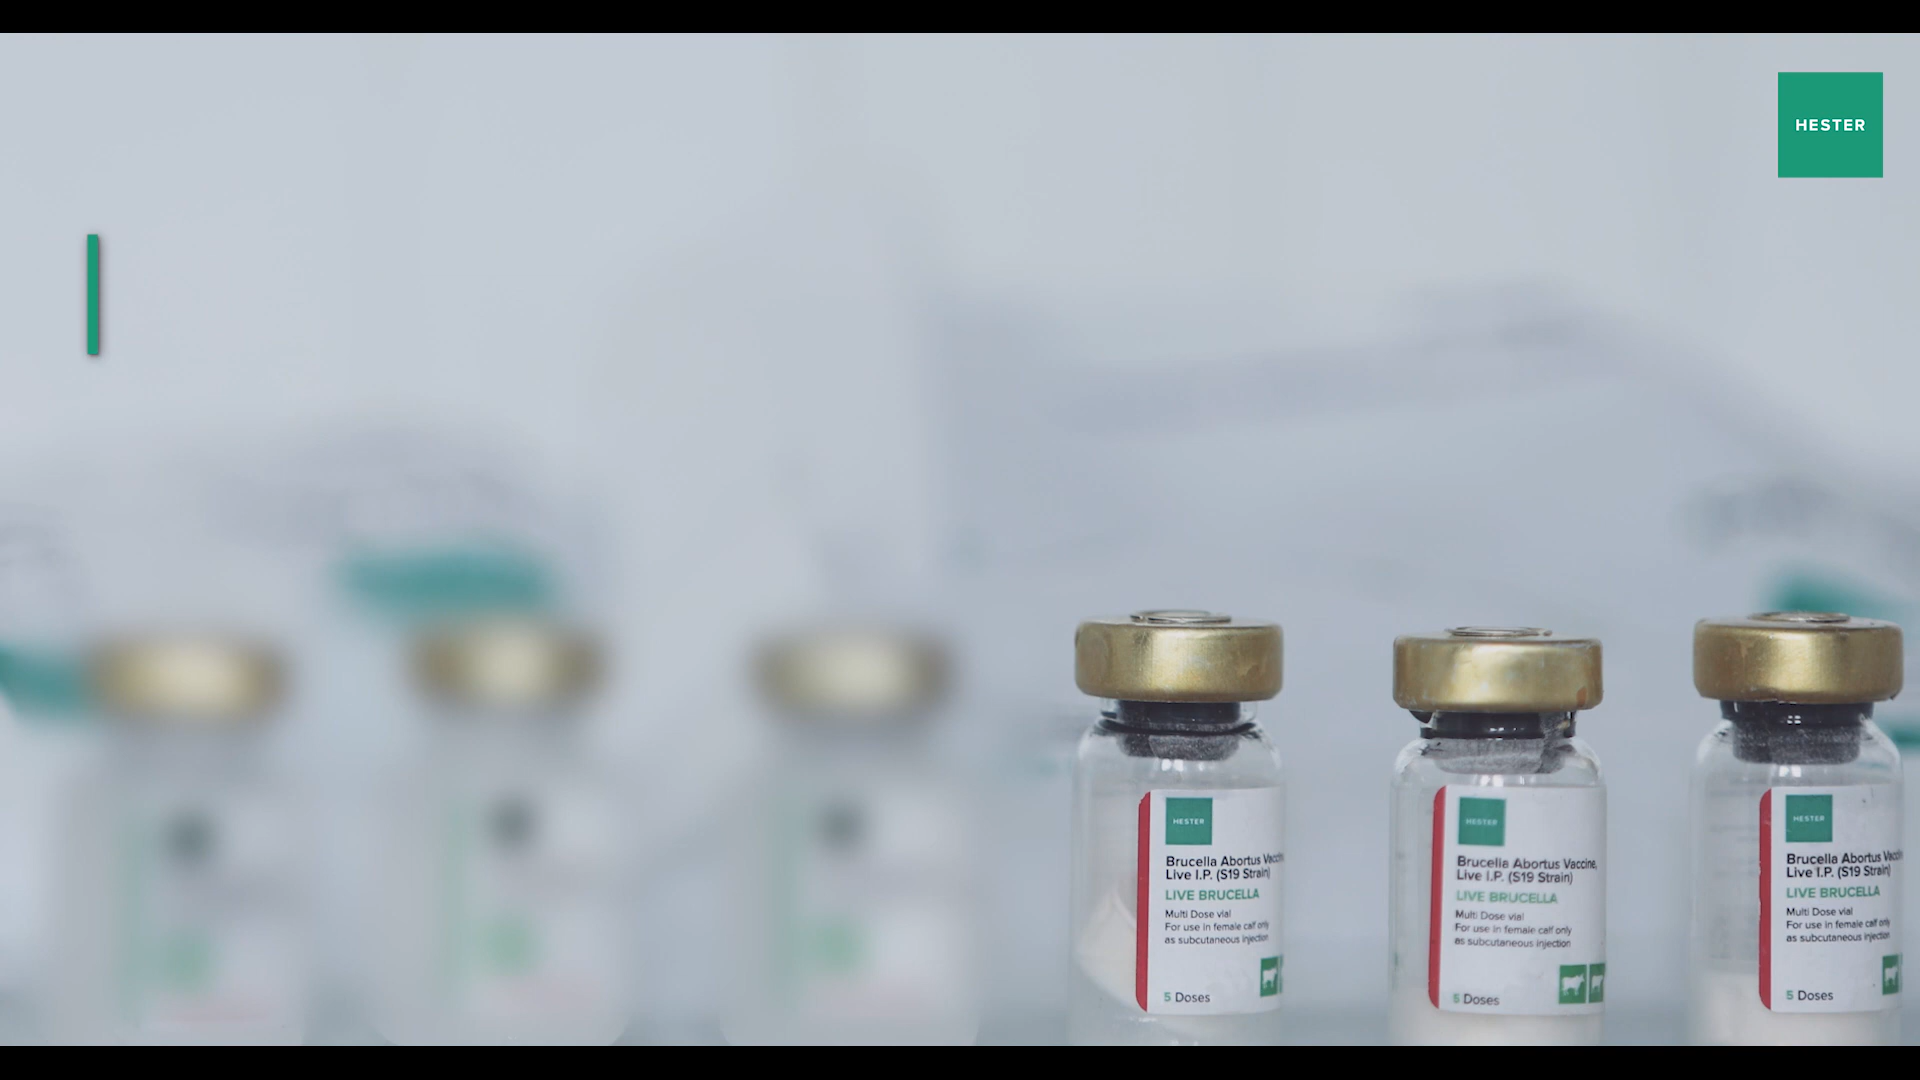 HESTER
HESTER
Brucella Abortus Vaccin
Live I.P. (S19 Strain)
LIVE BRUCELLA
Multi Dose vial
For use in female calf only
as subcutaneous injection
5 Doses
HESTER
Brucella Abortus Vaccine,
Live I.P. (S19 Strain)
LIVE BRUCELLA
Multi Dose vial
For use in female calf only
as subcutaneous injection
5 Doses
HESTER
Brucella Abortus Vacci
Live I.P. (S19 Strain)
LIVE BRUCELLA
Multi Dose vial
For use in female calf only
as subcutaneous injection
5 Doses